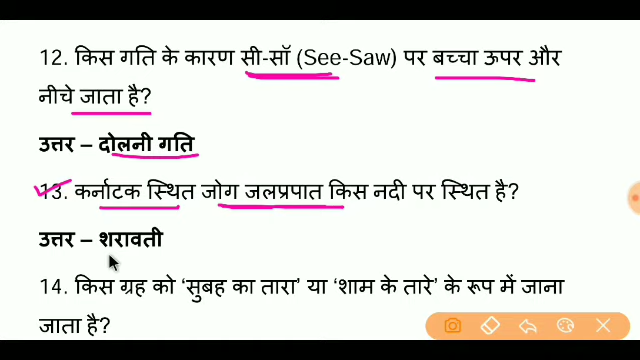 12. किस गति के कारण सी-सॉ (See-Saw) पर बच्चा ऊपर और
नीचे जाता है?
उत्तर – दोलनी गति
13. कर्नाटक स्थित जोग जलप्रपात किस नदी पर स्थित है?
उत्तर – शरावती
14. किस ग्रह को ‘सुबह का तारा’ या ‘शाम के तारे’ के रूप में जाना
जाता है?